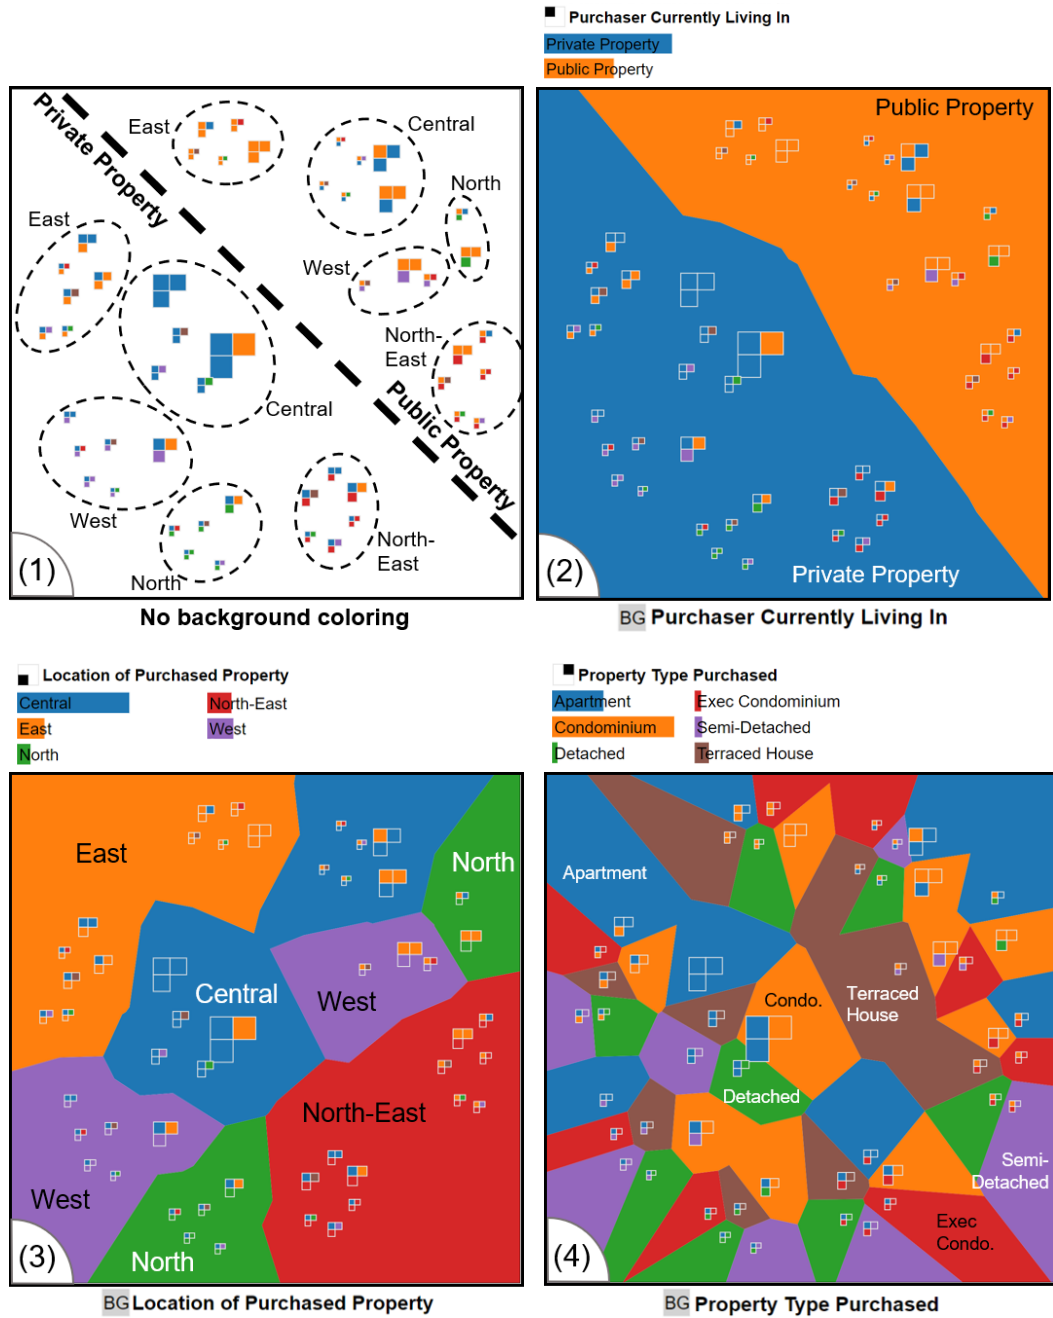 Purchaser Currently Living In
Private Property
Public Property
East
Central
Private Property
North
East
West
North-
East
Central
Public Property
West
North-
East
North
(1)
No background coloring
Public Property
Private Property
(2)
BG Purchaser Currently Living In
Location of Purchased Property
Central
North-East
East
West
North
East
North
Central
West
North-East
West
North
(3)
BG Location of Purchased Property
Property Type Purchased
Apartment
Exec Condominium
Condominium
Semi-Detached
Detached
Terraced House
Apartment
Condo.
Terraced
House
Detached
Semi-
Detached
Exec
Condo.
(4)
BG Property Type Purchased